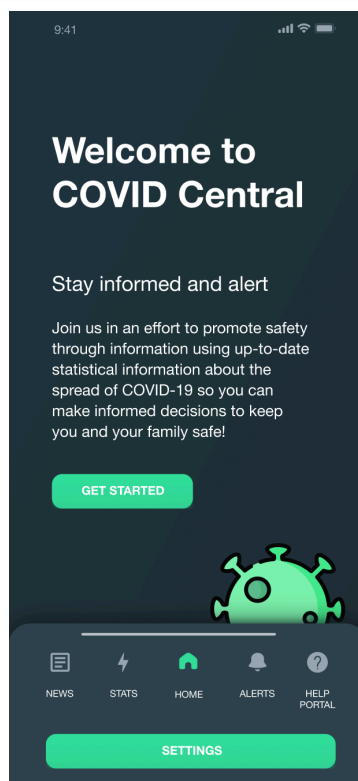 9:41
Welcome to
COVID Central
Stay informed and alert
Join us in an effort to promote safety
through information using up-to-date
statistical information about the
spread of COVID-19 so you can
make informed decisions to keep
you and your family safe!
GET STARTED
NEWS
STATS
HOME
ALERTS
HELP
PORTAL
SETTINGS